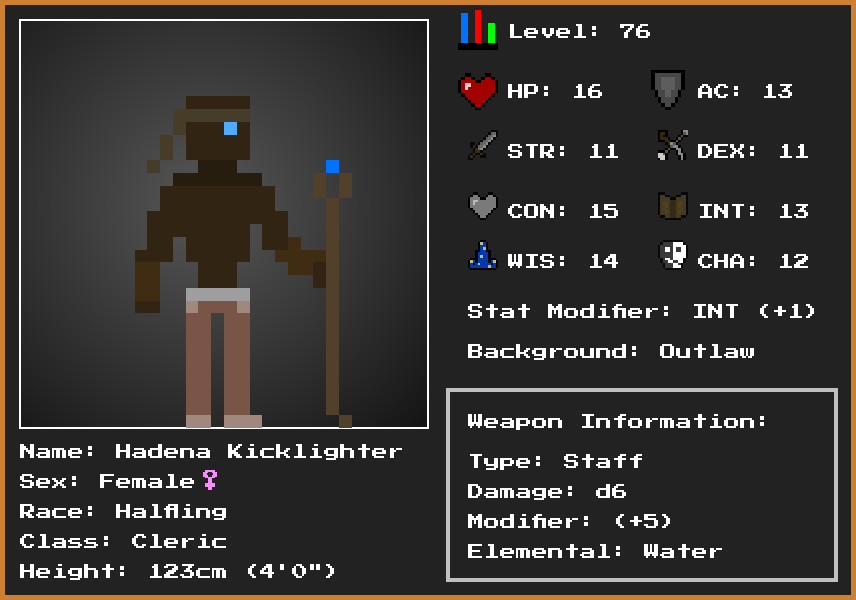 Level: 76
HP: 16
AC: 13
STR: 11
DEX: 11
CON: 15
INT: 13
WIS: 14
CHA: 12
Stat Modifier: INT (+1)
Background: Outlaw
Weapon Information:
Type: Staff
Damage: d6
Modifier: (+5)
Elemental: Water
Name: Hadena Kicklighter
Sex: Female♀
Race: Halfling
Class: Cleric
Height: 123cm (4'0")